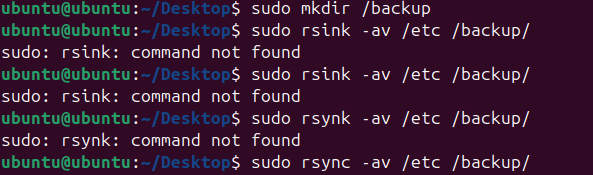 ubuntu@ubuntu:~/Desktop$ sudo mkdir /backup
ubuntu@ubuntu:~/Desktop$ sudo rsink -av /etc /backup/
sudo: rsink: command not found
ubuntu@ubuntu:~/Desktop$ sudo rsink -av /etc /backup/
sudo: rsink: command not found
ubuntu@ubuntu:~/Desktop$ sudo rsynk -av /etc /backup/
sudo: rsynk: command not found
ubuntu@ubuntu:~/Desktop$ sudo rsync -av /etc /backup/